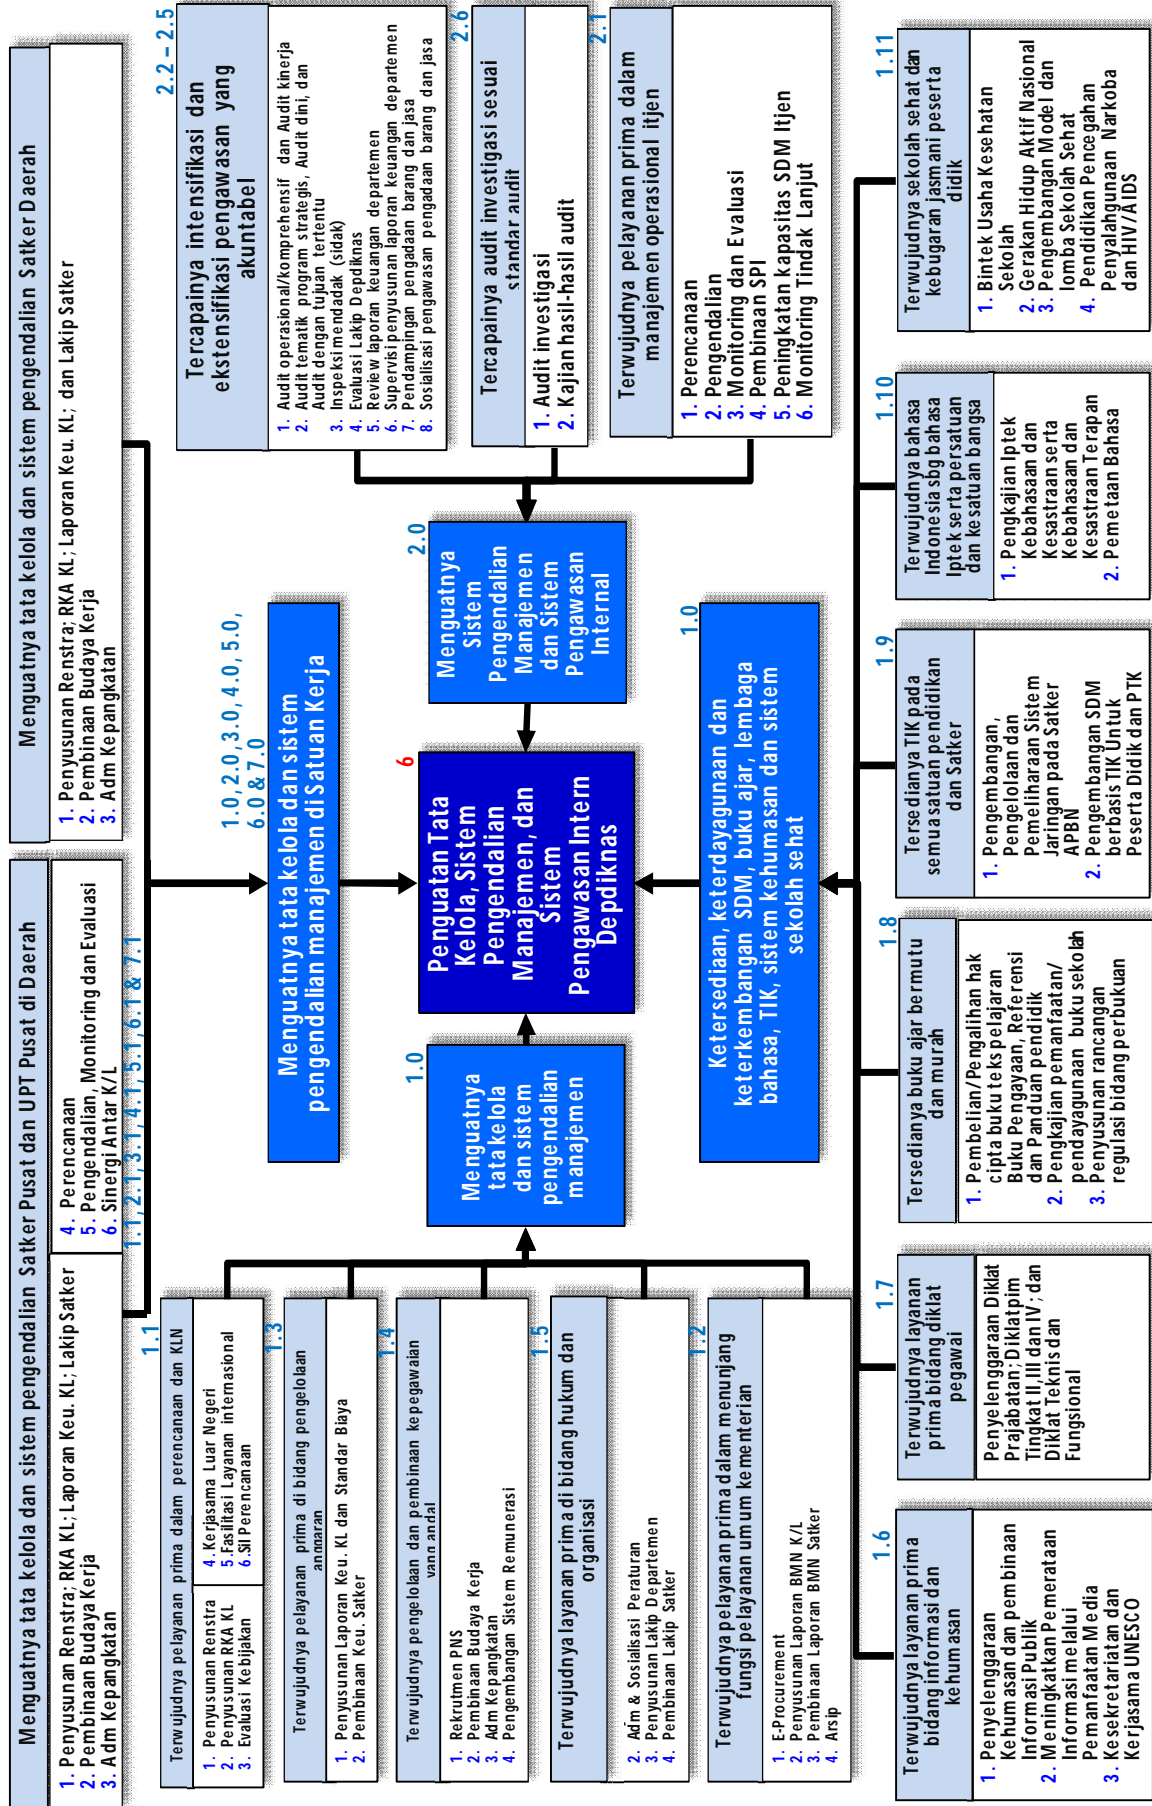 Menguatnya tata kelola dan sistem pengendalian Satker Pusat dan UPT Pusat di Daerah
1. Penyusunan Renstra; RKA KL; Laporan Keu. KL; Lakip Satker
2. Pembinaan Budaya Kerja
3. Adm Kepangkatan
4. Perencanaan
5. Pengendalian, Monitoring dan Evaluasi
6. Sinergi Antar K/L
1.1, 2.1, 3.1, 4.1, 5.1, 6.1 & 7.1
Menguatnya tata kelola dan sistem pengendalian Satker Daerah
1. Penyusunan Renstra; RKA KL; Laporan Keu. KL; dan Lakip Satker
2. Pembinaan Budaya Kerja
3. Adm Kepangkatan
1.1
Terwujudnya pelayanan prima dalam perencanaan dan KLN
1. Penyusunan Renstra
2. Penyusunan RKA KL
3. Evaluasi Kebijakan
4. Kerjasama Luar Negeri
5. Fasilitasi Layanan internasional
6. SII Perencanaan
1.3
Terwujudnya pelayanan prima di bidang pengelolaan
anggaran
1. Penyusunan Laporan Keu. KL dan Standar Biaya
2. Pembinaan Keu. Satker
1.4
Terwujudnya pengelolaan dan pembinaan kepegawaian
yang andal
1. Rekrutmen PNS
2. Pembinaan Budaya Kerja
3. Adm Kepangkatan
4. Pengembangan Sistem Remunerasi
1.5
Terwujudnya layanan prima di bidang hukum dan
organisasi
2. Adm & Sosialisasi Peraturan
3. Penyusunan Lakip Departemen
4. Pembinaan Lakip Satker
1.2
Terwujudnya pelayanan prima dalam menunjang
fungsi pelayanan umum kementerian
1. E-Procurement
2. Penyusunan Laporan BMN K/L
3. Pembinaan Laporan BMN Satker
4. Arsip
1.0
Menguatnya
tata kelola
dan sistem
pengendalian
manajemen
1.0, 2.0, 3.0, 4.0, 5.0,
6.0 & 7.0
Menguatnya tata kelola dan sistem
pengendalian manajemen di Satuan Kerja
6
Penguatan Tata
Kelola, Sistem
Pengendalian
Manajemen, dan
Sistem
Pengawasan Intern
Depdiknas
1.0
Ketersediaan, keterdayagunaan dan
keterkembangan SDM, buku ajar, lembaga
bahasa, TIK, sistem kehumasan dan sistem
sekolah sehat
2.0
Menguatnya
Sistem
Pengendalian
Manajemen
dan Sistem
Pengawasan
Internal
2.2 – 2.5
Tercapainya intensifikasi dan
ekstensifikasi pengawasan yang
akuntabel
1. Audit operasional/komprehensif dan Audit kinerja
2. Audit tematik program strategis, Audit dini, dan
Audit dengan tujuan tertentu
3. Inspeksi mendadak (sidak)
4. Evaluasi Lakip Depdiknas
5. Review laporan keuangan departemen
6. Supervisi penyusunan laporan keuangan departemen
7. Pendampingan pengadaan barang dan jasa
8. Sosialisasi pengawasan pengadaan barang dan jasa
2.6
Tercapainya audit investigasi sesuai
standar audit
1. Audit investigasi
2. Kajian hasil-hasil audit
2.1
Terwujudnya pelayanan prima dalam
manajemen operasional itjen
1. Perencanaan
2. Pengendalian
3. Monitoring dan Evaluasi
4. Pembinaan SPI
5. Peningkatan kapasitas SDM Itjen
6. Monitoring Tindak Lanjut
1.6
Terwujudnya layanan prima
bidang informasi dan
kehumasan
1. Penyelenggaraan
Kehumasan dan pembinaan
Informasi Publik
2. Meningkatkan Pemerataan
Informasi melalui
Pemanfaatan Media
3. Kesekretariatan dan
Kerjasama UNESCO
1.7
Terwujudnya layanan
prima bidang diklat
pegawai
Penyelenggaraan Diklat
Prajabatan; Diklatpim
Tingkat II,III dan IV; dan
Diklat Teknis dan
Fungsional
1.8
Tersedianya buku ajar bermutu
dan murah
1. Pembelian/Pengalihan hak
cipta buku teks pelajaran
Buku Pengayaan, Referensi
dan Panduan pendidik
2. Pengkajian pemanfaatan/
pendayagunaan buku sekolah
3. Penyusunan rancangan
regulasi bidang perbukuan
1.9
Tersedianya TIK pada
semua satuan pendidikan
dan Satker
1. Pengembangan,
Pengelolaan dan
Pemeliharaan Sistem
Jaringan pada Satker
APBN
2. Pengembangan SDM
berbasis TIK Untuk
Peserta Didik dan PTK
1.10
Terwujudnya bahasa
Indonesia sbg bahasa
Iptek serta persatuan
dan kesatuan bangsa
1. Pengkajian Iptek
Kebahasaan dan
Kesastraan serta
Kebahasaan dan
Kesastraan Terapan
2. Pemetaan Bahasa
1.11
Terwujudnya sekolah sehat dan
kebugaran jasmani peserta
didik
1. Bintek Usaha Kesehatan
Sekolah
2. Gerakan Hidup Aktif Nasional
3. Pengembangan Model dan
lomba Sekolah Sehat
4. Pendidikan Pencegahan
Penyalahgunaan Narkoba
dan HIV/AIDS